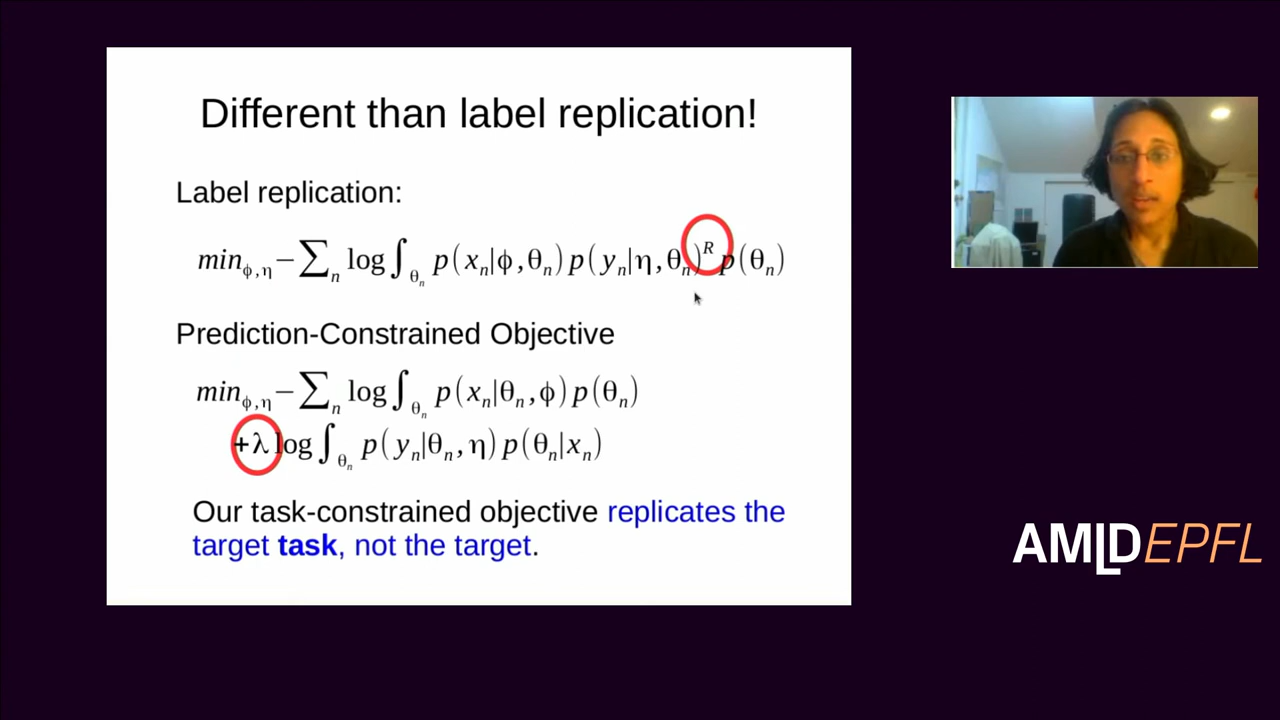 Different than label replication!
Label replication:
min_{ϕ,η} −∑_n log ∫_{θ_n} p(x_n|ϕ,θ_n) p(y_n|η,θ_n)^R p(θ_n)
Prediction-Constrained Objective
min_{ϕ,η} −∑_n log ∫_{θ_n} p(x_n|θ_n,ϕ) p(θ_n)
+λ log ∫_{θ_n} p(y_n|θ_n,η) p(θ_n|x_n)
Our task-constrained objective replicates the
target task, not the target.
AMLDEPFL